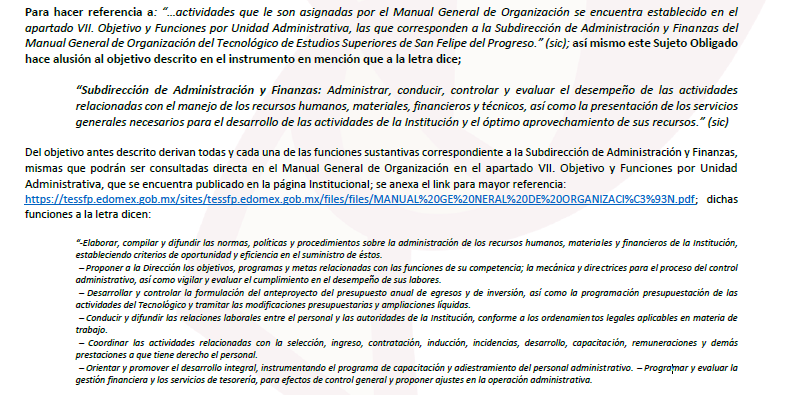 Para hacer referencia a: “…actividades que le son asignadas por el Manual General de Organización se encuentra establecido en el
apartado VII. Objetivo y Funciones por Unidad Administrativa, las que corresponden a la Subdirección de Administración y Finanzas del
Manual General de Organización del Tecnológico de Estudios Superiores de San Felipe del Progreso.” (sic); así mismo este Sujeto Obligado
hace alusión al objetivo descrito en el instrumento en mención que a la letra dice;
“Subdirección de Administración y Finanzas: Administrar, conducir, controlar y evaluar el desempeño de las actividades
relacionadas con el manejo de los recursos humanos, materiales, financieros y técnicos, así como la presentación de los servicios
generales necesarios para el desarrollo de las actividades de la Institución y el óptimo aprovechamiento de sus recursos.” (sic)
Del objetivo antes descrito derivan todas y cada una de las funciones sustantivas correspondiente a la Subdirección de Administración y Finanzas,
mismas que podrán ser consultadas directa en el Manual General de Organización en el apartado VII. Objetivo y Funciones por Unidad
Administrativa, que se encuentra publicado en la página Institucional; se anexa el link para mayor referencia:
https://tessfp.edomex.gob.mx/sites/tessfp.edomex.gob.mx/files/files/MANUAL%20GE%20NERAL%20DE%20ORGANIZACI%C3%93N.pdf; dichas
funciones a la letra dicen:
“-Elaborar, compilar y difundir las normas, políticas y procedimientos sobre la administración de los recursos humanos, materiales y financieros de la Institución,
estableciendo criterios de oportunidad y eficiencia en el suministro de éstos.
– Proponer a la Dirección los objetivos, programas y metas relacionadas con las funciones de su competencia; la mecánica y directrices para el proceso del control
administrativo, así como vigilar y evaluar el cumplimiento en el desempeño de sus labores.
– Desarrollar y controlar la formulación del anteproyecto del presupuesto anual de egresos y de inversión, así como la programación presupuestación de las
actividades del Tecnológico y tramitar las modificaciones presupuestarias y ampliaciones líquidas.
– Conducir y difundir las relaciones laborales entre el personal y las autoridades de la Institución, conforme a los ordenamientos legales aplicables en materia de
trabajo.
– Coordinar las actividades relacionadas con la selección, ingreso, contratación, inducción, incidencias, desarrollo, capacitación, remuneraciones y demás
prestaciones a que tiene derecho el personal.
– Orientar y promover el desarrollo integral, instrumentando el programa de capacitación y adiestramiento del personal administrativo. – Programar y evaluar la
gestión financiera y los servicios de tesorería, para efectos de control general y proponer ajustes en la operación administrativa.